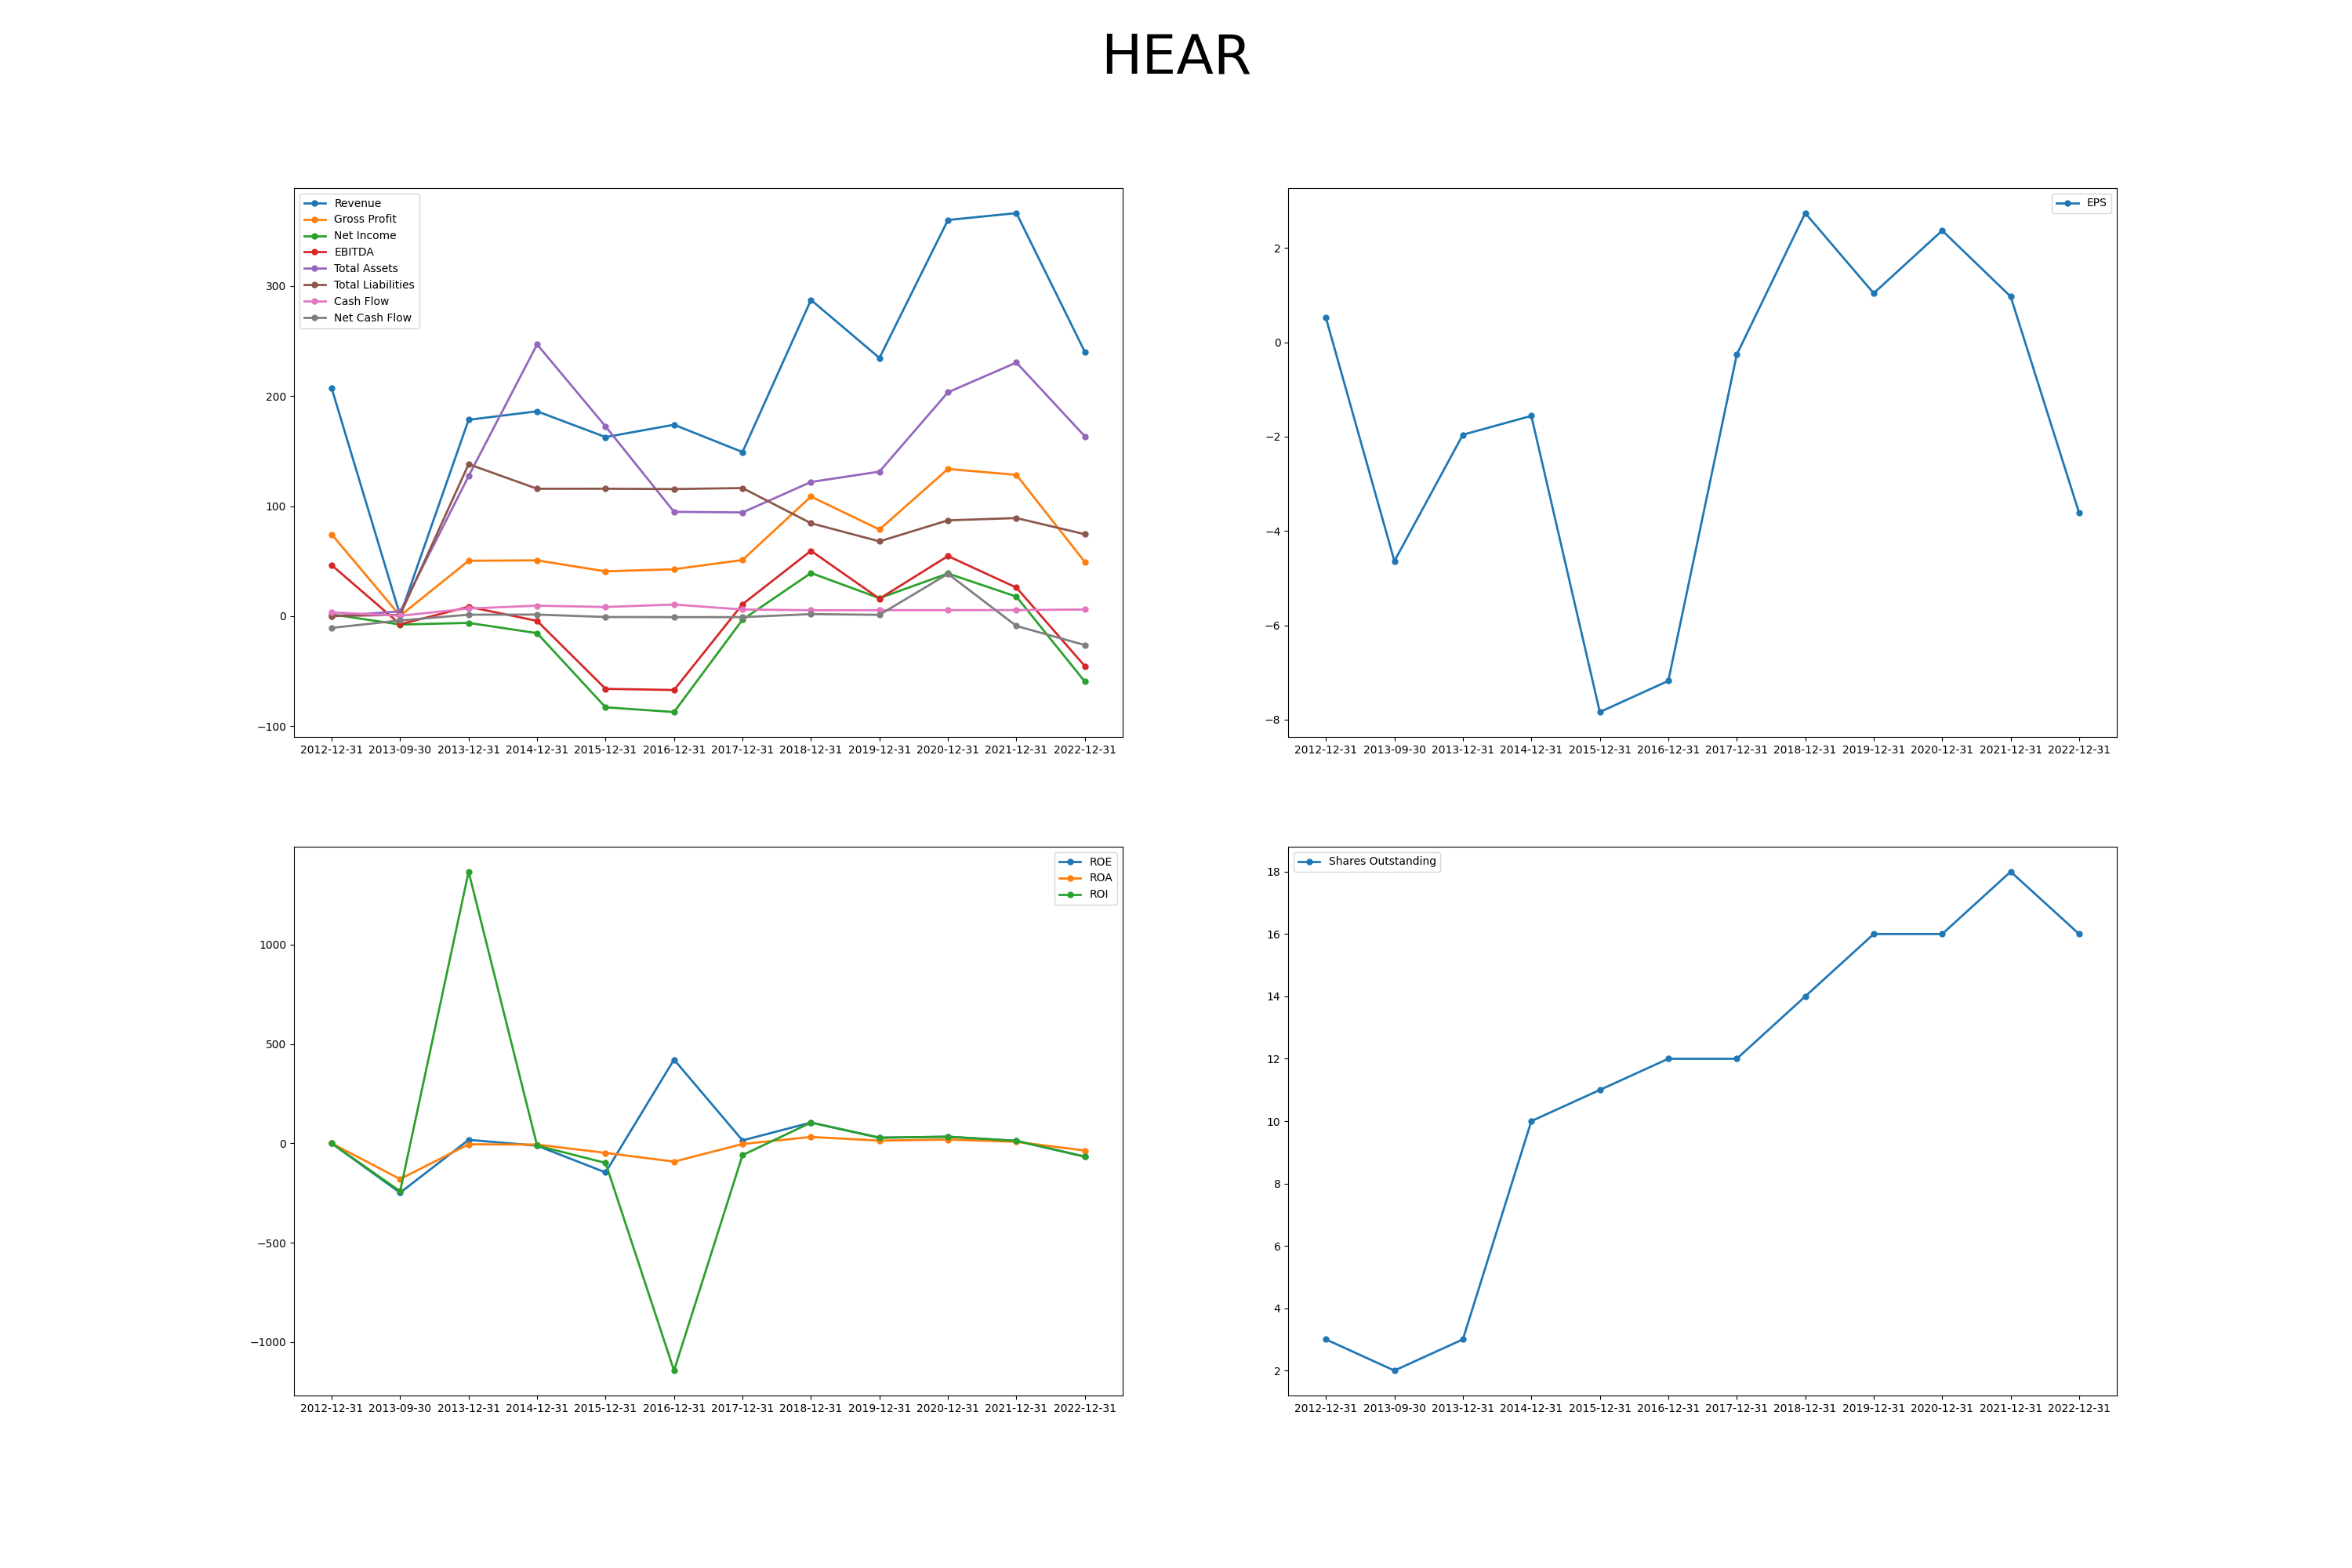 HEAR
Revenue
Gross Profit
Net Income
EBITDA
Total Assets
Total Liabilities
Cash Flow
Net Cash Flow
300
200
100
0
−100
2012-12-31 2013-09-30 2013-12-31 2014-12-31 2015-12-31 2016-12-31 2017-12-31 2018-12-31 2019-12-31 2020-12-31 2021-12-31 2022-12-31
EPS
2
0
−2
−4
−6
−8
2012-12-31 2013-09-30 2013-12-31 2014-12-31 2015-12-31 2016-12-31 2017-12-31 2018-12-31 2019-12-31 2020-12-31 2021-12-31 2022-12-31
ROE
ROA
ROI
1000
500
0
−500
−1000
2012-12-31 2013-09-30 2013-12-31 2014-12-31 2015-12-31 2016-12-31 2017-12-31 2018-12-31 2019-12-31 2020-12-31 2021-12-31 2022-12-31
Shares Outstanding
18
16
14
12
10
8
6
4
2
2012-12-31 2013-09-30 2013-12-31 2014-12-31 2015-12-31 2016-12-31 2017-12-31 2018-12-31 2019-12-31 2020-12-31 2021-12-31 2022-12-31